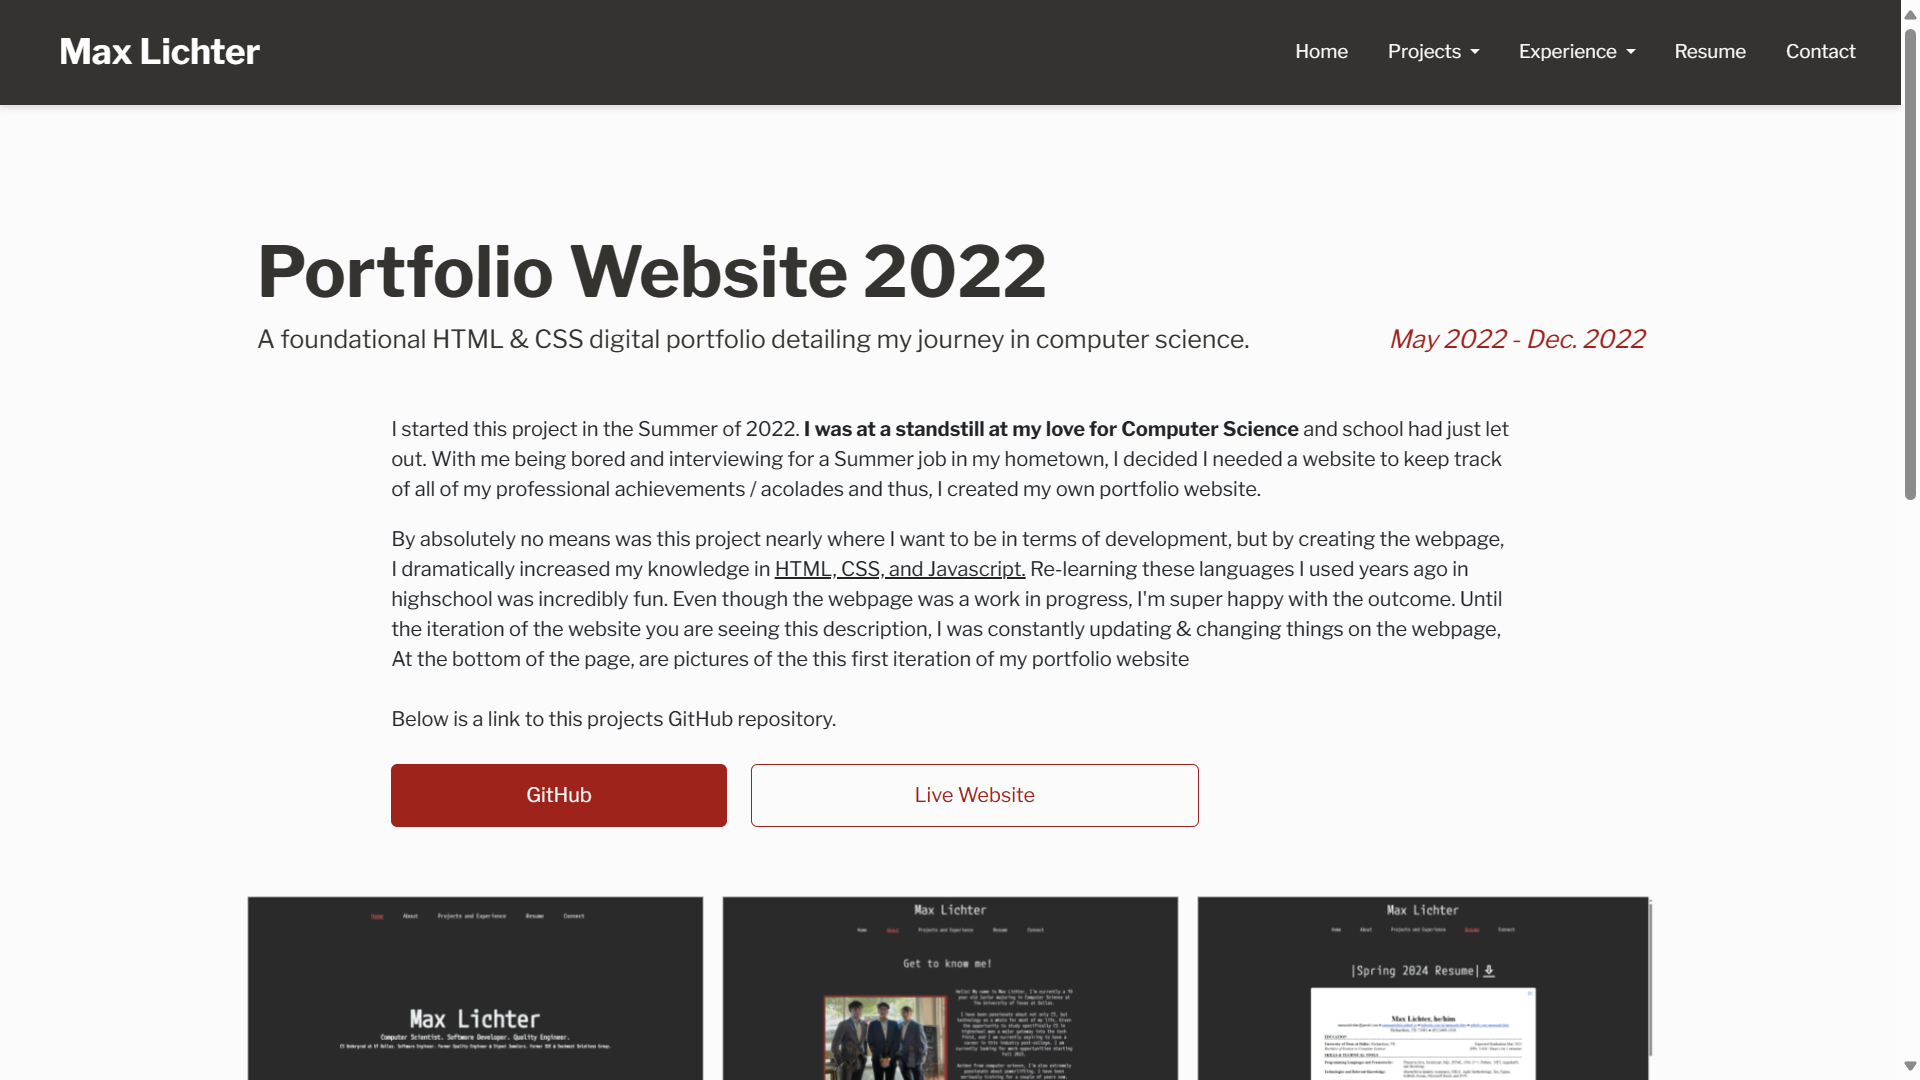 Max Lichter
Home Projects Experience Resume Contact
Portfolio Website 2022
A foundational HTML & CSS digital portfolio detailing my journey in computer science. May 2022 - Dec. 2022
I started this project in the Summer of 2022. I was at a standstill at my love for Computer Science and school had just let
out. With me being bored and interviewing for a Summer job in my hometown, I decided I needed a website to keep track
of all of my professional achievements / acolades and thus, I created my own portfolio website.
By absolutely no means was this project nearly where I want to be in terms of development, but by creating the webpage,
I dramatically increased my knowledge in HTML, CSS, and Javascript. Re-learning these languages I used years ago in
highschool was incredibly fun. Even though the webpage was a work in progress, I'm super happy with the outcome. Until
the iteration of the website you are seeing this description, I was constantly updating & changing things on the webpage,
At the bottom of the page, are pictures of the this first iteration of my portfolio website
Below is a link to this projects GitHub repository.
GitHub
Live Website
Home About Projects and Experience Resume Connect
Max Lichter
Computer Scientist. Software Developer. Quality Engineer.
Max Lichter
Home About Projects and Experience Resume Connect
Get to know me!
Max Lichter
Home About Projects and Experience Resume Connect
|Spring 2024 Resume|
Max Lichter, he/him
EDUCATION
SKILLS & TECHNICAL TOOLS